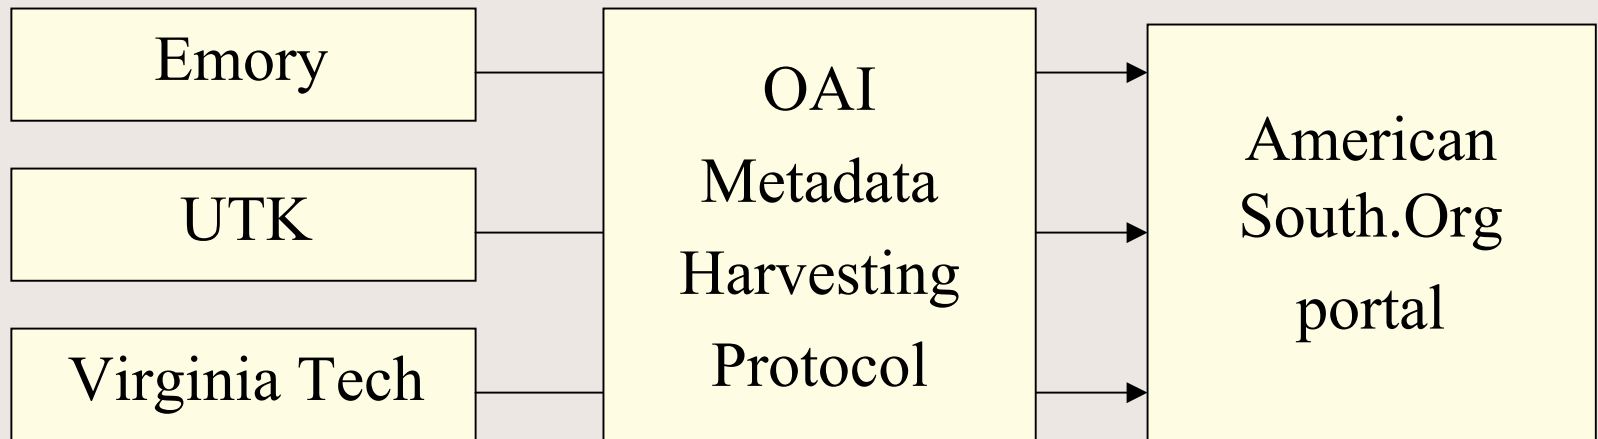 Emory
UTK
Virginia Tech
OAI
Metadata
Harvesting
Protocol
American
South.Org
portal